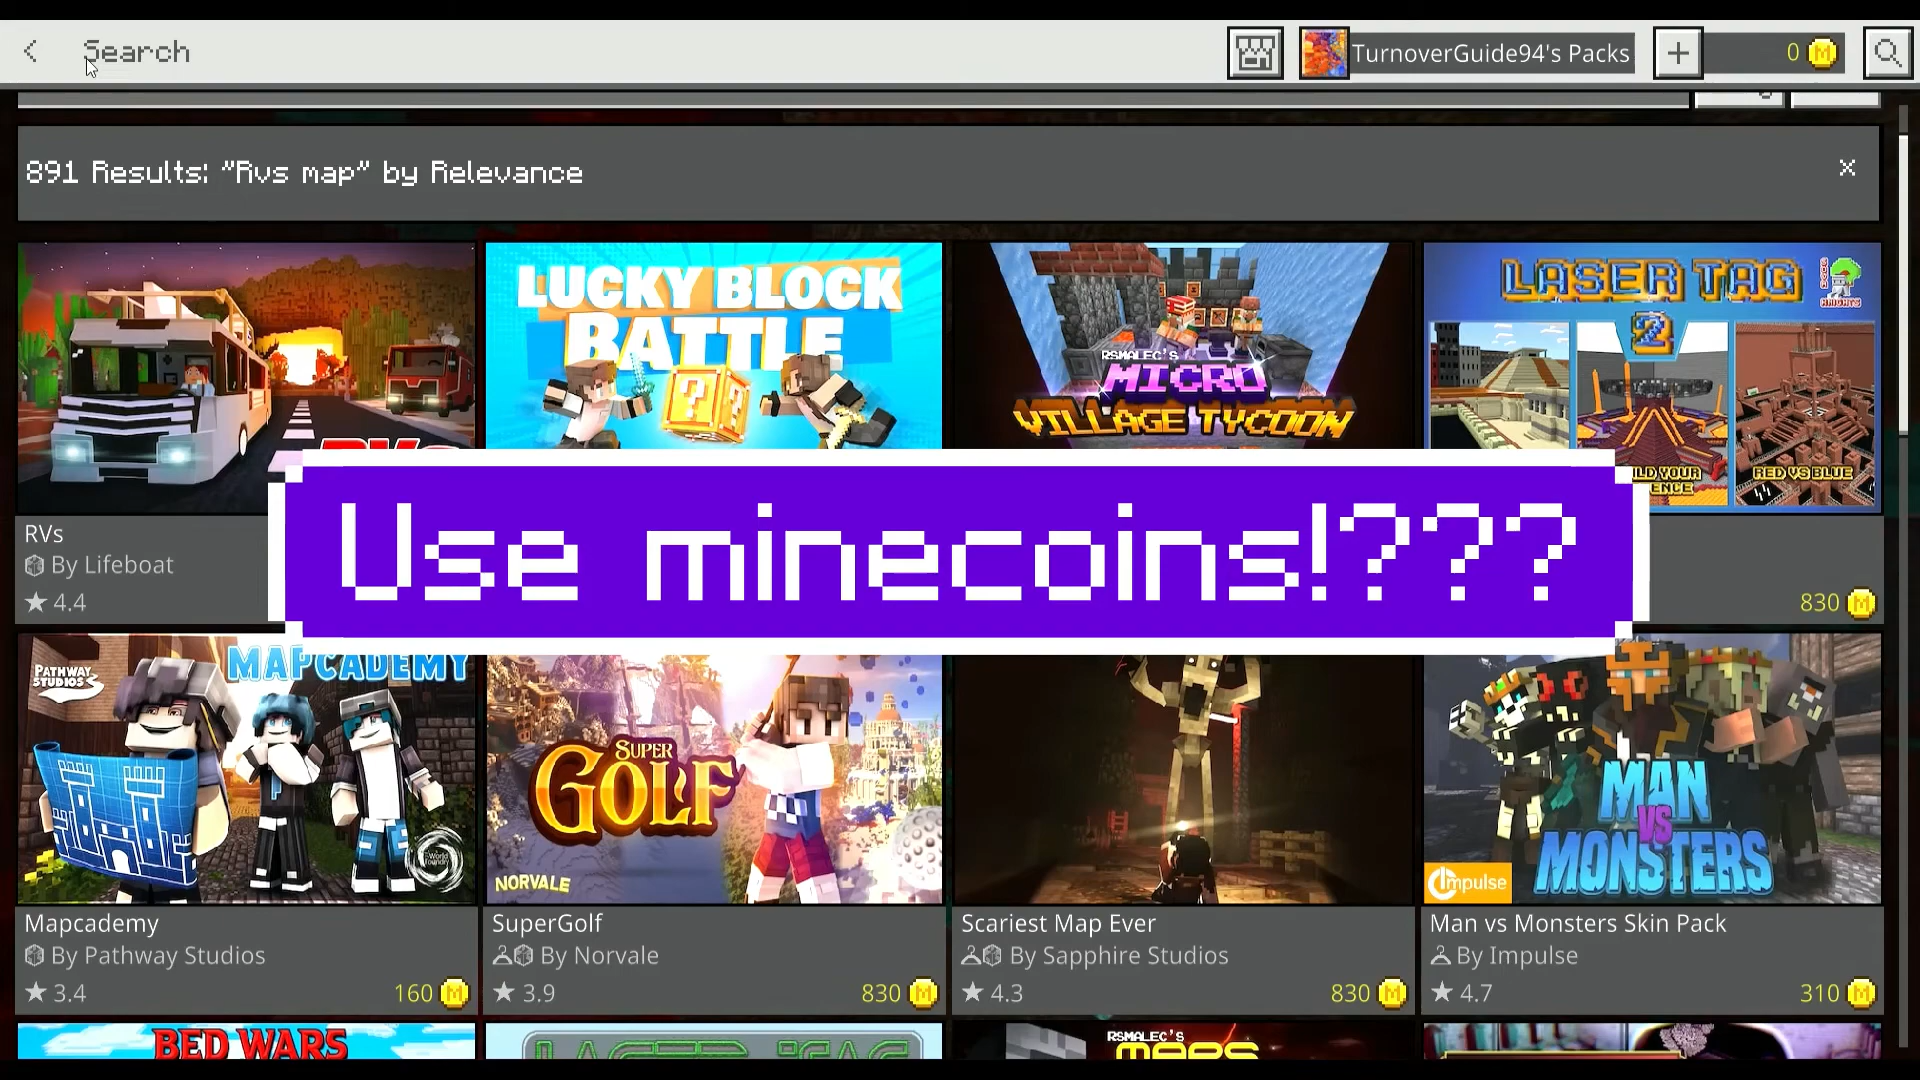 Search
TurnoverGuide94's Packs
0
891 Results: "Rvs map" by Relevance
LUCKY BLOCK
BATTLE
RSMALEC'S
MICRO
VILLAGE TYCOON
LASER TAG
2
KNIGHTS
RED VS BLUE
Use minecoins!???
RVs
By Lifeboat
4.4
830
PATHWAY
STUDIOS
MAPCADEMY
SUPER
GOLF
NORVALE
MAN
VS
MONSTERS
Impulse
Mapcademy
By Pathway Studios
3.4
160
SuperGolf
By Norvale
3.9
830
Scariest Map Ever
By Sapphire Studios
4.3
830
Man vs Monsters Skin Pack
By Impulse
4.7
310
BED WARS
LASER TAG
RSMALEC'S
MOBS